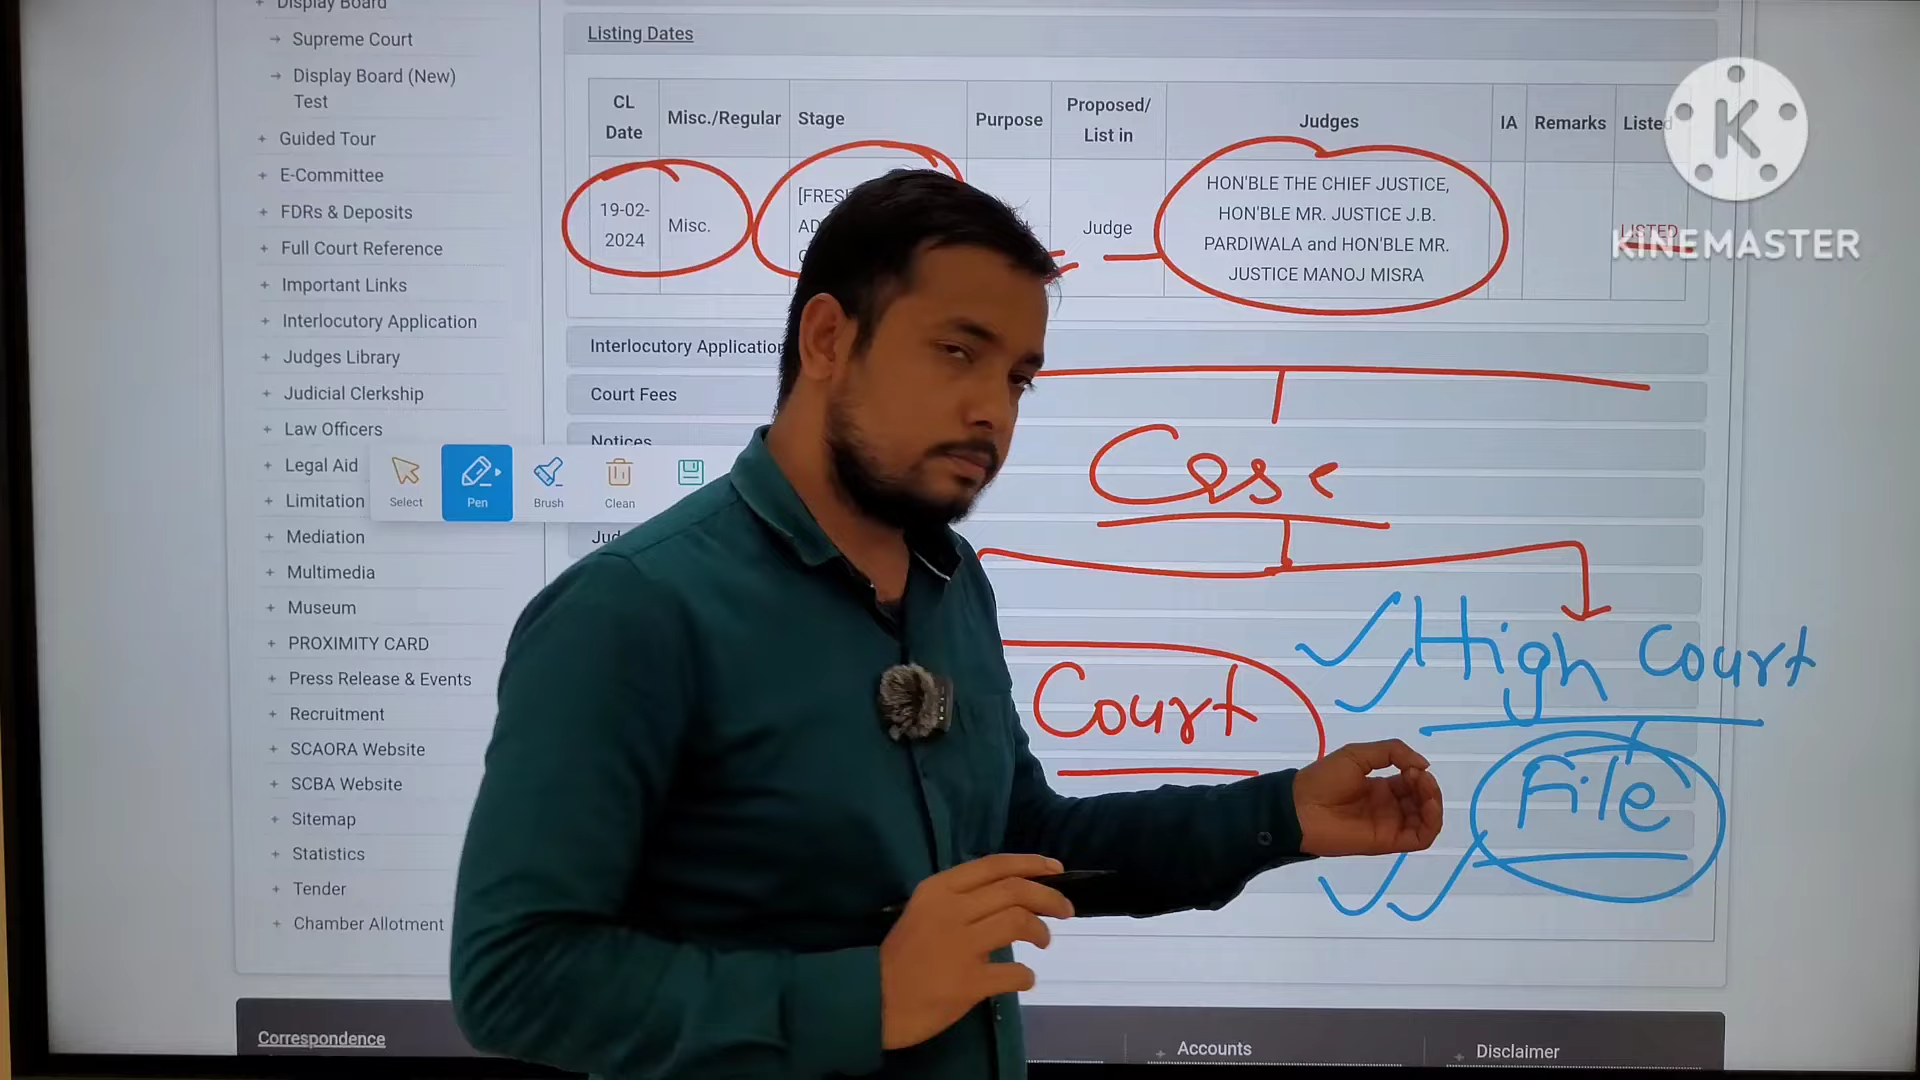 Display Board
→ Supreme Court
→ Display Board (New)
Test
+ Guided Tour
+ E-Committee
+ FDRs & Deposits
+ Full Court Reference
+ Important Links
+ Interlocutory Application
+ Judges Library
+ Judicial Clerkship
+ Law Officers
+ Legal Aid
+ Limitation
+ Mediation
+ Multimedia
+ Museum
+ PROXIMITY CARD
+ Press Release & Events
+ Recruitment
+ SCAORA Website
+ SCBA Website
+ Sitemap
+ Statistics
+ Tender
+ Chamber Allotment
Listing Dates
CL Date Misc./Regular Stage Purpose Proposed/ List in Judges IA Remarks Listed
19-02-
2024
Misc.
[FRES
AD
Judge
HON'BLE THE CHIEF JUSTICE,
HON'BLE MR. JUSTICE J.B.
PARDIWALA and HON'BLE MR.
JUSTICE MANOJ MISRA
LISTED
K
KINEMASTER
Interlocutory Application
Court Fees
Notices
Jud
Select Pen Brush Clean
Case
Court
High Court
File
Correspondence
+ Accounts
+ Disclaimer